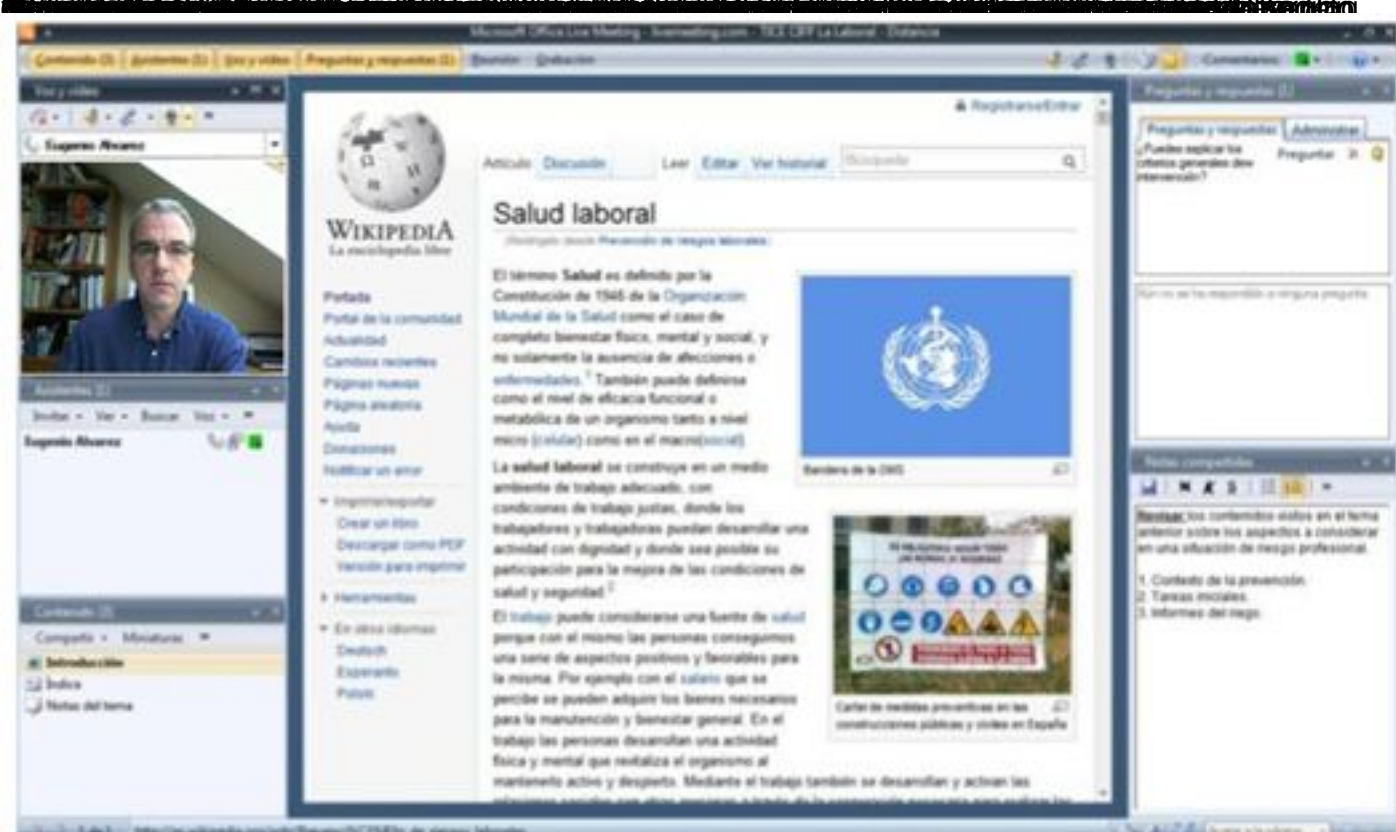 Microsoft Office Live Meeting - livemeeting.com - TICE CIFP La Laboral - Distancia
Contenido (3) Asistentes (1) Voz y vídeo Preguntas y respuestas (1) Reunión Grabación
Comentarios
Voz y vídeo
Eugenio Alvarez
Asistentes (1)
Invitar Ver Buscar Voz
Eugenio Alvarez
Contenido (3)
Compartir Miniaturas
Introducción
Índice
Notas del tema
WIKIPEDIA
La enciclopedia libre
Portada
Portal de la comunidad
Actualidad
Cambios recientes
Páginas nuevas
Página aleatoria
Ayuda
Donaciones
Notificar un error
Imprimir/exportar
Crear un libro
Descargar como PDF
Versión para imprimir
Herramientas
En otros idiomas
Deutsch
Esperanto
Polski
Registrarse/Entrar
Artículo Discusión Leer Editar Ver historial Búsqueda
Salud laboral
(Redirigido desde Prevención de riesgos laborales)
El término Salud es definido por la
Constitución de 1946 de la Organización
Mundial de la Salud como el caso de
completo bienestar físico, mental y social, y
no solamente la ausencia de afecciones o
enfermedades.1 También puede definirse
como el nivel de eficacia funcional o
metabólica de un organismo tanto a nivel
micro (celular) como en el macro(social).
La salud laboral se construye en un medio
ambiente de trabajo adecuado, con
condiciones de trabajo justas, donde los
trabajadores y trabajadoras puedan desarrollar una
actividad con dignidad y donde sea posible su
participación para la mejora de las condiciones de
salud y seguridad.2
El trabajo puede considerarse una fuente de salud
porque con el mismo las personas conseguimos
una serie de aspectos positivos y favorables para
la misma. Por ejemplo con el salario que se
percibe se pueden adquirir los bienes necesarios
para la manutención y bienestar general. En el
trabajo las personas desarrollan una actividad
física y mental que revitaliza el organismo al
mantenerlo activo y despierto. Mediante el trabajo también se desarrollan y activan las
Bandera de la OMS
Cartel de medidas preventivas en las
construcciones públicas y civiles en España
Preguntas y respuestas (1)
Preguntas y respuestas Administrar
¿Puedes explicar los
criterios generales dew
intervención?
Preguntar
Aún no se ha respondido a ninguna pregunta
Notas compartidas
N K S
Revisar los contenidos vistos en el tema
anterior sobre los aspectos a considerar
en una situación de riesgo profesional.
1. Contexto de la prevención.
2. Tareas iniciales.
3. Informes del riego.